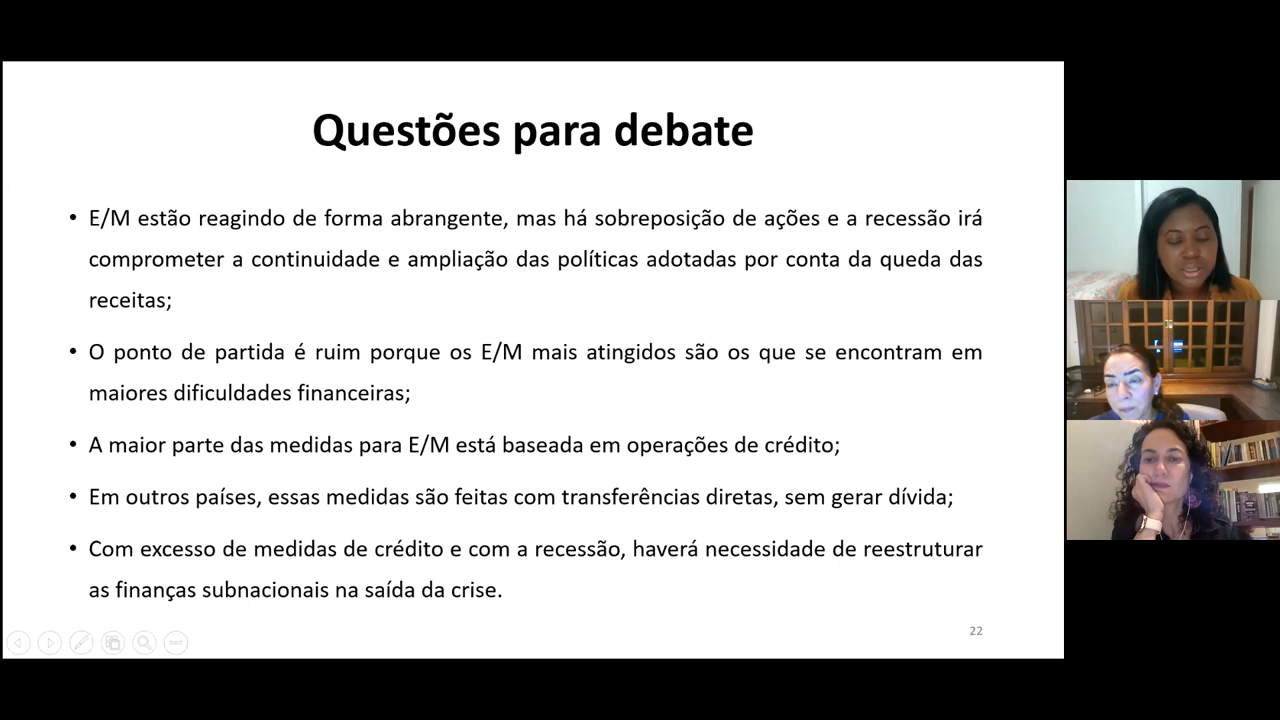 Questões para debate
• E/M estão reagindo de forma abrangente, mas há sobreposição de ações e a recessão irá
comprometer a continuidade e ampliação das políticas adotadas por conta da queda das
receitas;
• O ponto de partida é ruim porque os E/M mais atingidos são os que se encontram em
maiores dificuldades financeiras;
• A maior parte das medidas para E/M está baseada em operações de crédito;
• Em outros países, essas medidas são feitas com transferências diretas, sem gerar dívida;
• Com excesso de medidas de crédito e com a recessão, haverá necessidade de reestruturar
as finanças subnacionais na saída da crise.
22